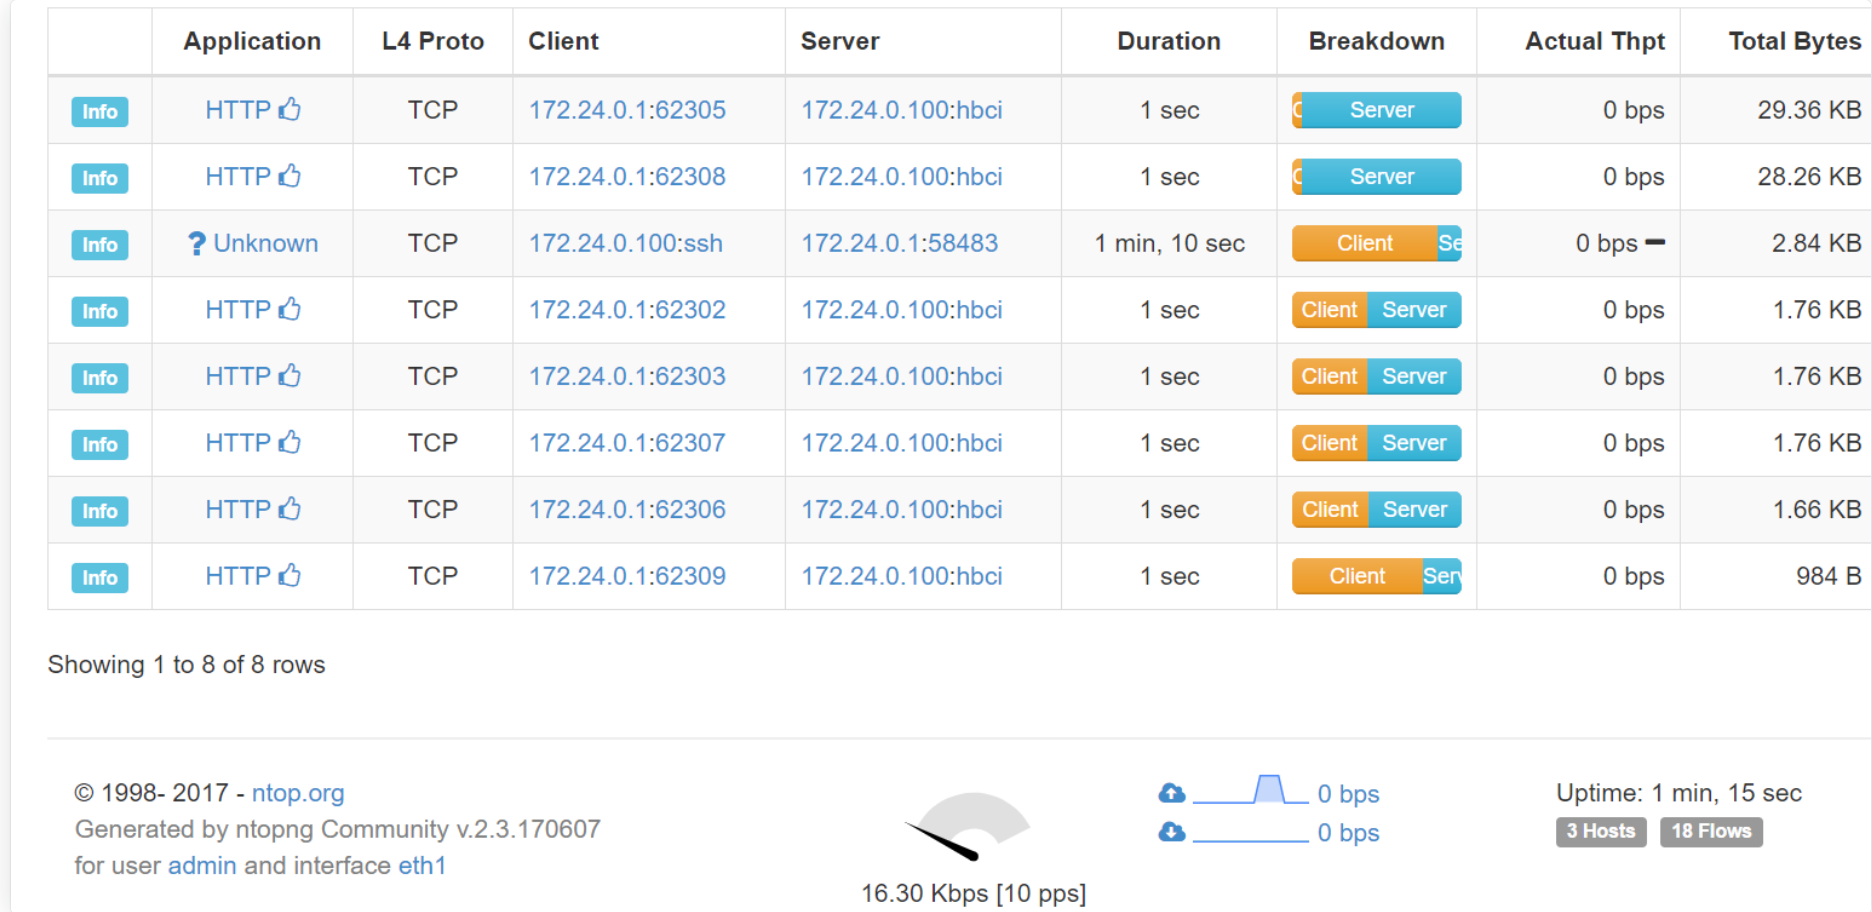 Application L4 Proto Client Server Duration Breakdown Actual Thpt Total Bytes
Info HTTP TCP 172.24.0.1:62305 172.24.0.100:hbci 1 sec C Server 0 bps 29.36 KB
Info HTTP TCP 172.24.0.1:62308 172.24.0.100:hbci 1 sec C Server 0 bps 28.26 KB
Info ? Unknown TCP 172.24.0.100:ssh 172.24.0.1:58483 1 min, 10 sec Client Se 0 bps 2.84 KB
Info HTTP TCP 172.24.0.1:62302 172.24.0.100:hbci 1 sec Client Server 0 bps 1.76 KB
Info HTTP TCP 172.24.0.1:62303 172.24.0.100:hbci 1 sec Client Server 0 bps 1.76 KB
Info HTTP TCP 172.24.0.1:62307 172.24.0.100:hbci 1 sec Client Server 0 bps 1.76 KB
Info HTTP TCP 172.24.0.1:62306 172.24.0.100:hbci 1 sec Client Server 0 bps 1.66 KB
Info HTTP TCP 172.24.0.1:62309 172.24.0.100:hbci 1 sec Client Serv 0 bps 984 B
Showing 1 to 8 of 8 rows
© 1998- 2017 - ntop.org
Generated by ntopng Community v.2.3.170607
for user admin and interface eth1
16.30 Kbps [10 pps]
0 bps
0 bps
Uptime: 1 min, 15 sec
3 Hosts 18 Flows